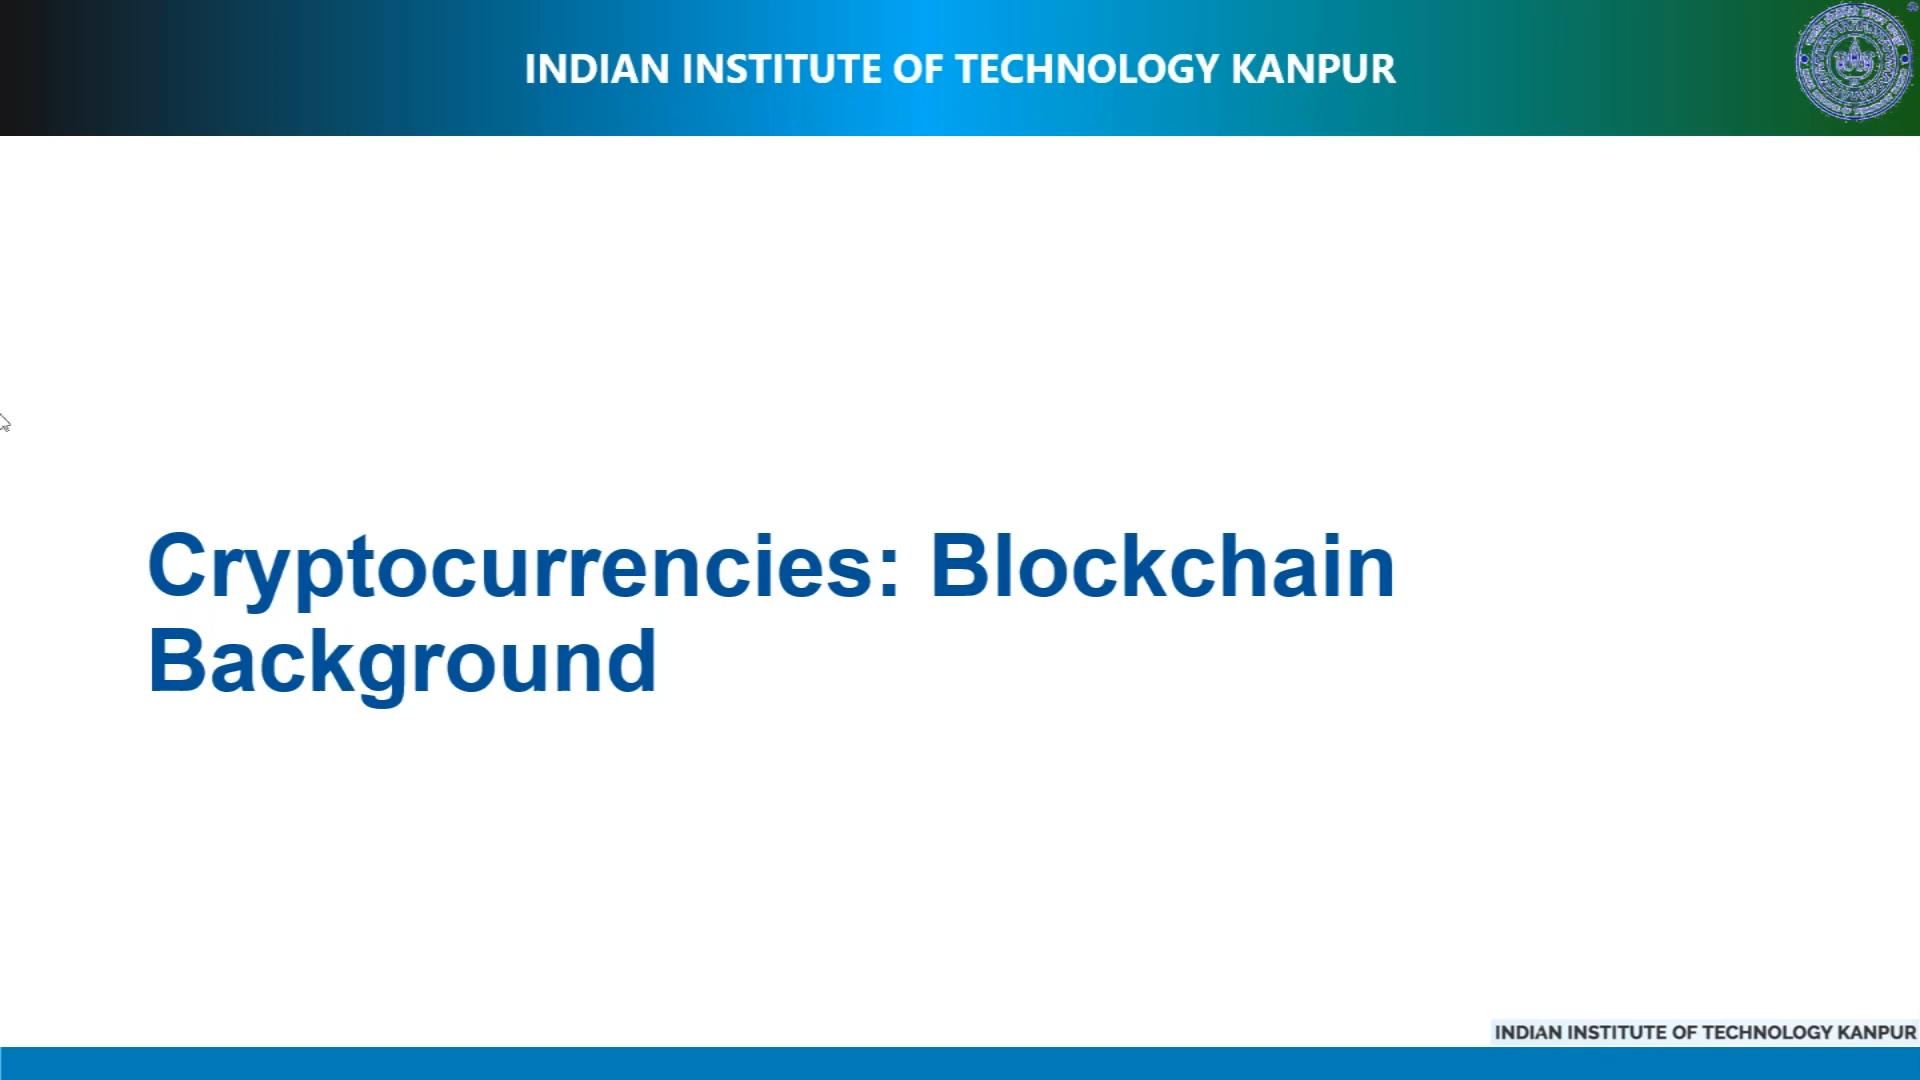 INDIAN INSTITUTE OF TECHNOLOGY KANPUR
Cryptocurrencies: Blockchain
Background
INDIAN INSTITUTE OF TECHNOLOGY KANPUR